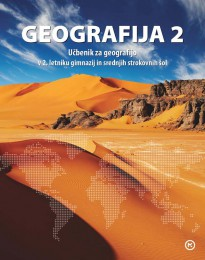 GEOGRAFIJA 2
Učbenik za geografijo
v 2. letniku gimnazij in srednjih strokovnih šol